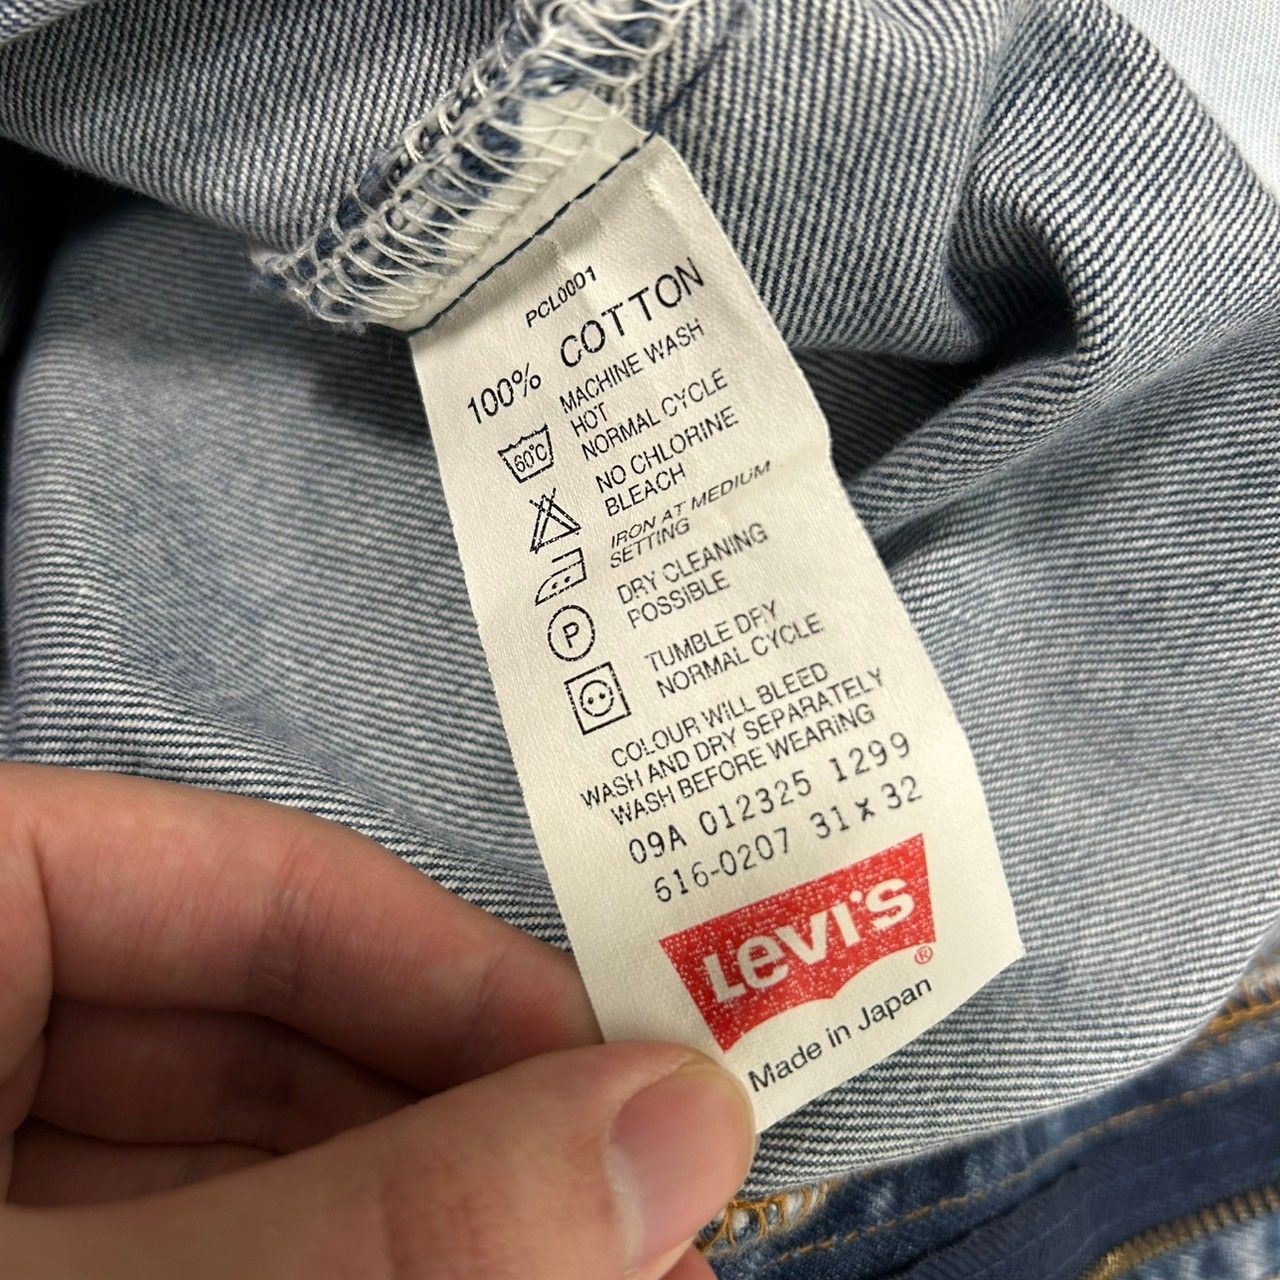 PCL00D1
100% COTTON
60°C
MACHINE WASH
HOT
NORMAL CYCLE
NO CHLORINE
BLEACH
IRON AT MEDIUM
SETTING
P
DRY CLEANING
POSSIBLE
TUMBLE DRY
NORMAL CYCLE
COLOUR WILL BLEED
WASH AND DRY SEPARATELY
WASH BEFORE WEARING
09A 012325 1299
616-0207 31 x 32
Levi's®
Made in Japan